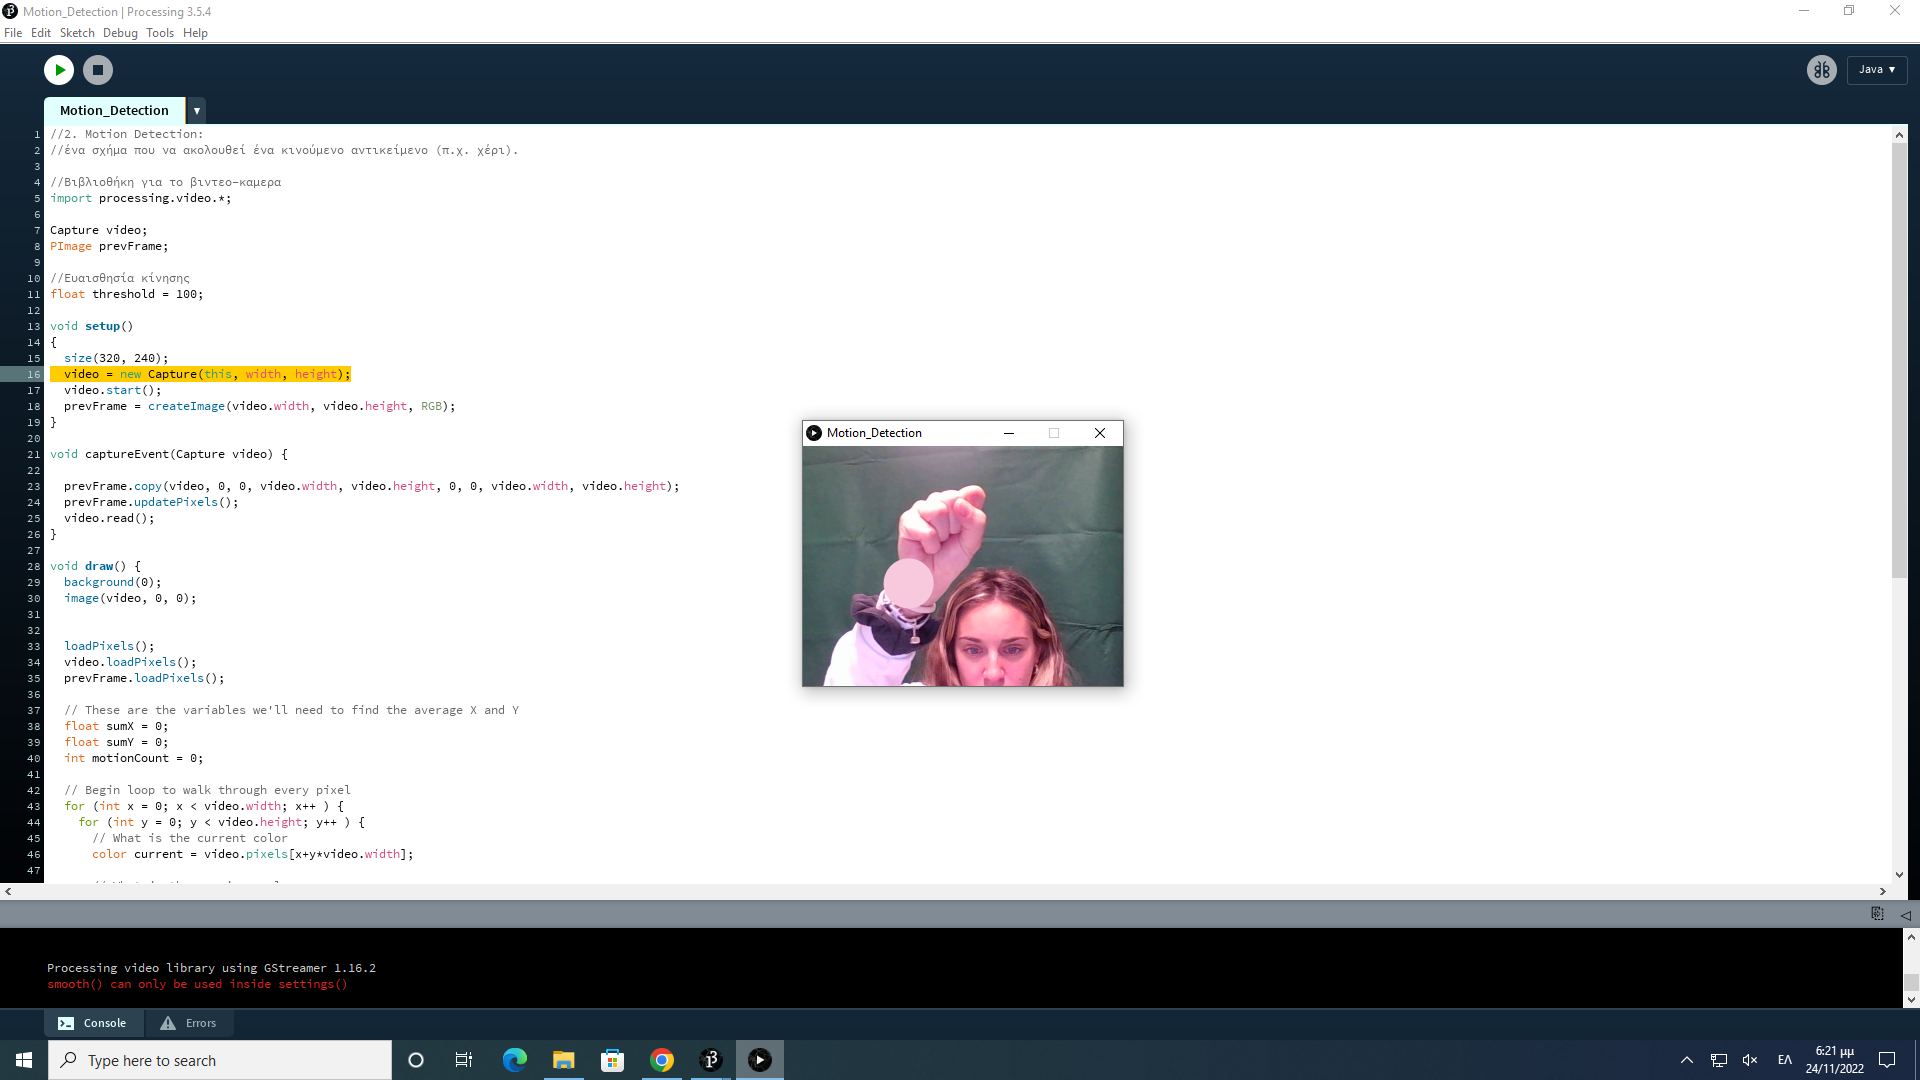 Motion_Detection | Processing 3.5.4
File Edit Sketch Debug Tools Help
Java ▾
Motion_Detection ▾
1 //2. Motion Detection:
2 //ένα σχήμα που να ακολουθεί ένα κινούμενο αντικείμενο (π.χ. χέρι).
3
4 //Βιβλιοθήκη για το βιντεο-καμερα
5 import processing.video.*;
6
7 Capture video;
8 PImage prevFrame;
9
10 //Ευαισθησία κίνησης
11 float threshold = 100;
12
13 void setup()
14 {
15 size(320, 240);
16 video = new Capture(this, width, height);
17 video.start();
18 prevFrame = createImage(video.width, video.height, RGB);
19 }
20
21 void captureEvent(Capture video) {
22
23 prevFrame.copy(video, 0, 0, video.width, video.height, 0, 0, video.width, video.height);
24 prevFrame.updatePixels();
25 video.read();
26 }
27
28 void draw() {
29 background(0);
30 image(video, 0, 0);
31
32
33 loadPixels();
34 video.loadPixels();
35 prevFrame.loadPixels();
36
37 // These are the variables we'll need to find the average X and Y
38 float sumX = 0;
39 float sumY = 0;
40 int motionCount = 0;
41
42 // Begin loop to walk through every pixel
43 for (int x = 0; x < video.width; x++ ) {
44 for (int y = 0; y < video.height; y++ ) {
45 // What is the current color
46 color current = video.pixels[x+y*video.width];
47
Motion_Detection
Processing video library using GStreamer 1.16.2
smooth() can only be used inside settings()
Console Errors
Type here to search
ΕΛ
6:21 μμ
24/11/2022